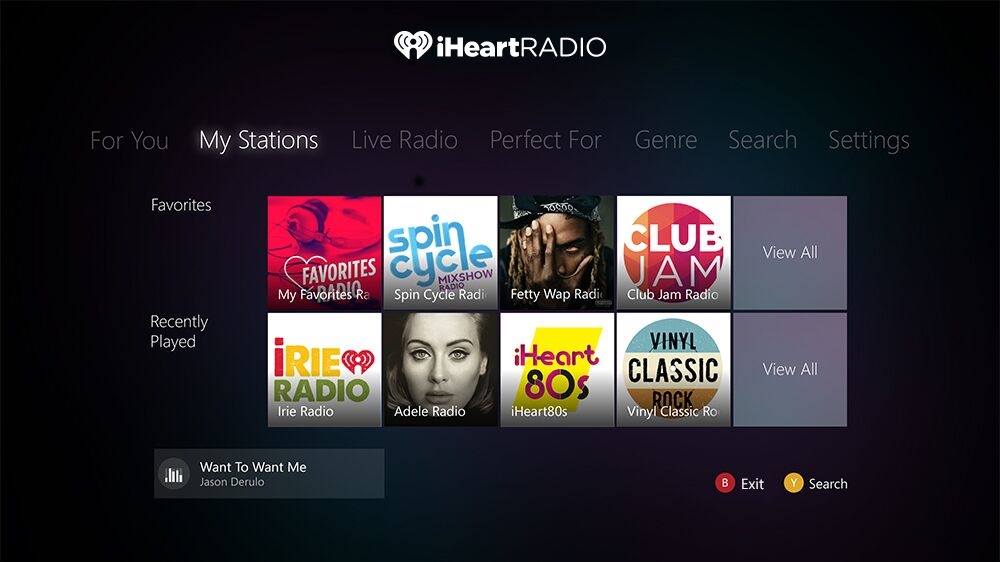 iHeartRADIO
For You My Stations Live Radio Perfect For Genre Search Settings
Favorites
FAVORITES
RADIO
My Favorites Ra
spin
cycle
MIXSHOW
RADIO
Spin Cycle Radi
Fetty Wap Radi
CLUB
JAM
Club Jam Radio
View All
Recently
Played
iRIE
RADIO
Irie Radio
Adele Radio
iHeart
80s
iHeart80s
VINYL
CLASSIC
ROCK
Vinyl Classic Ro
View All
Want To Want Me
Jason Derulo
B Exit Y Search